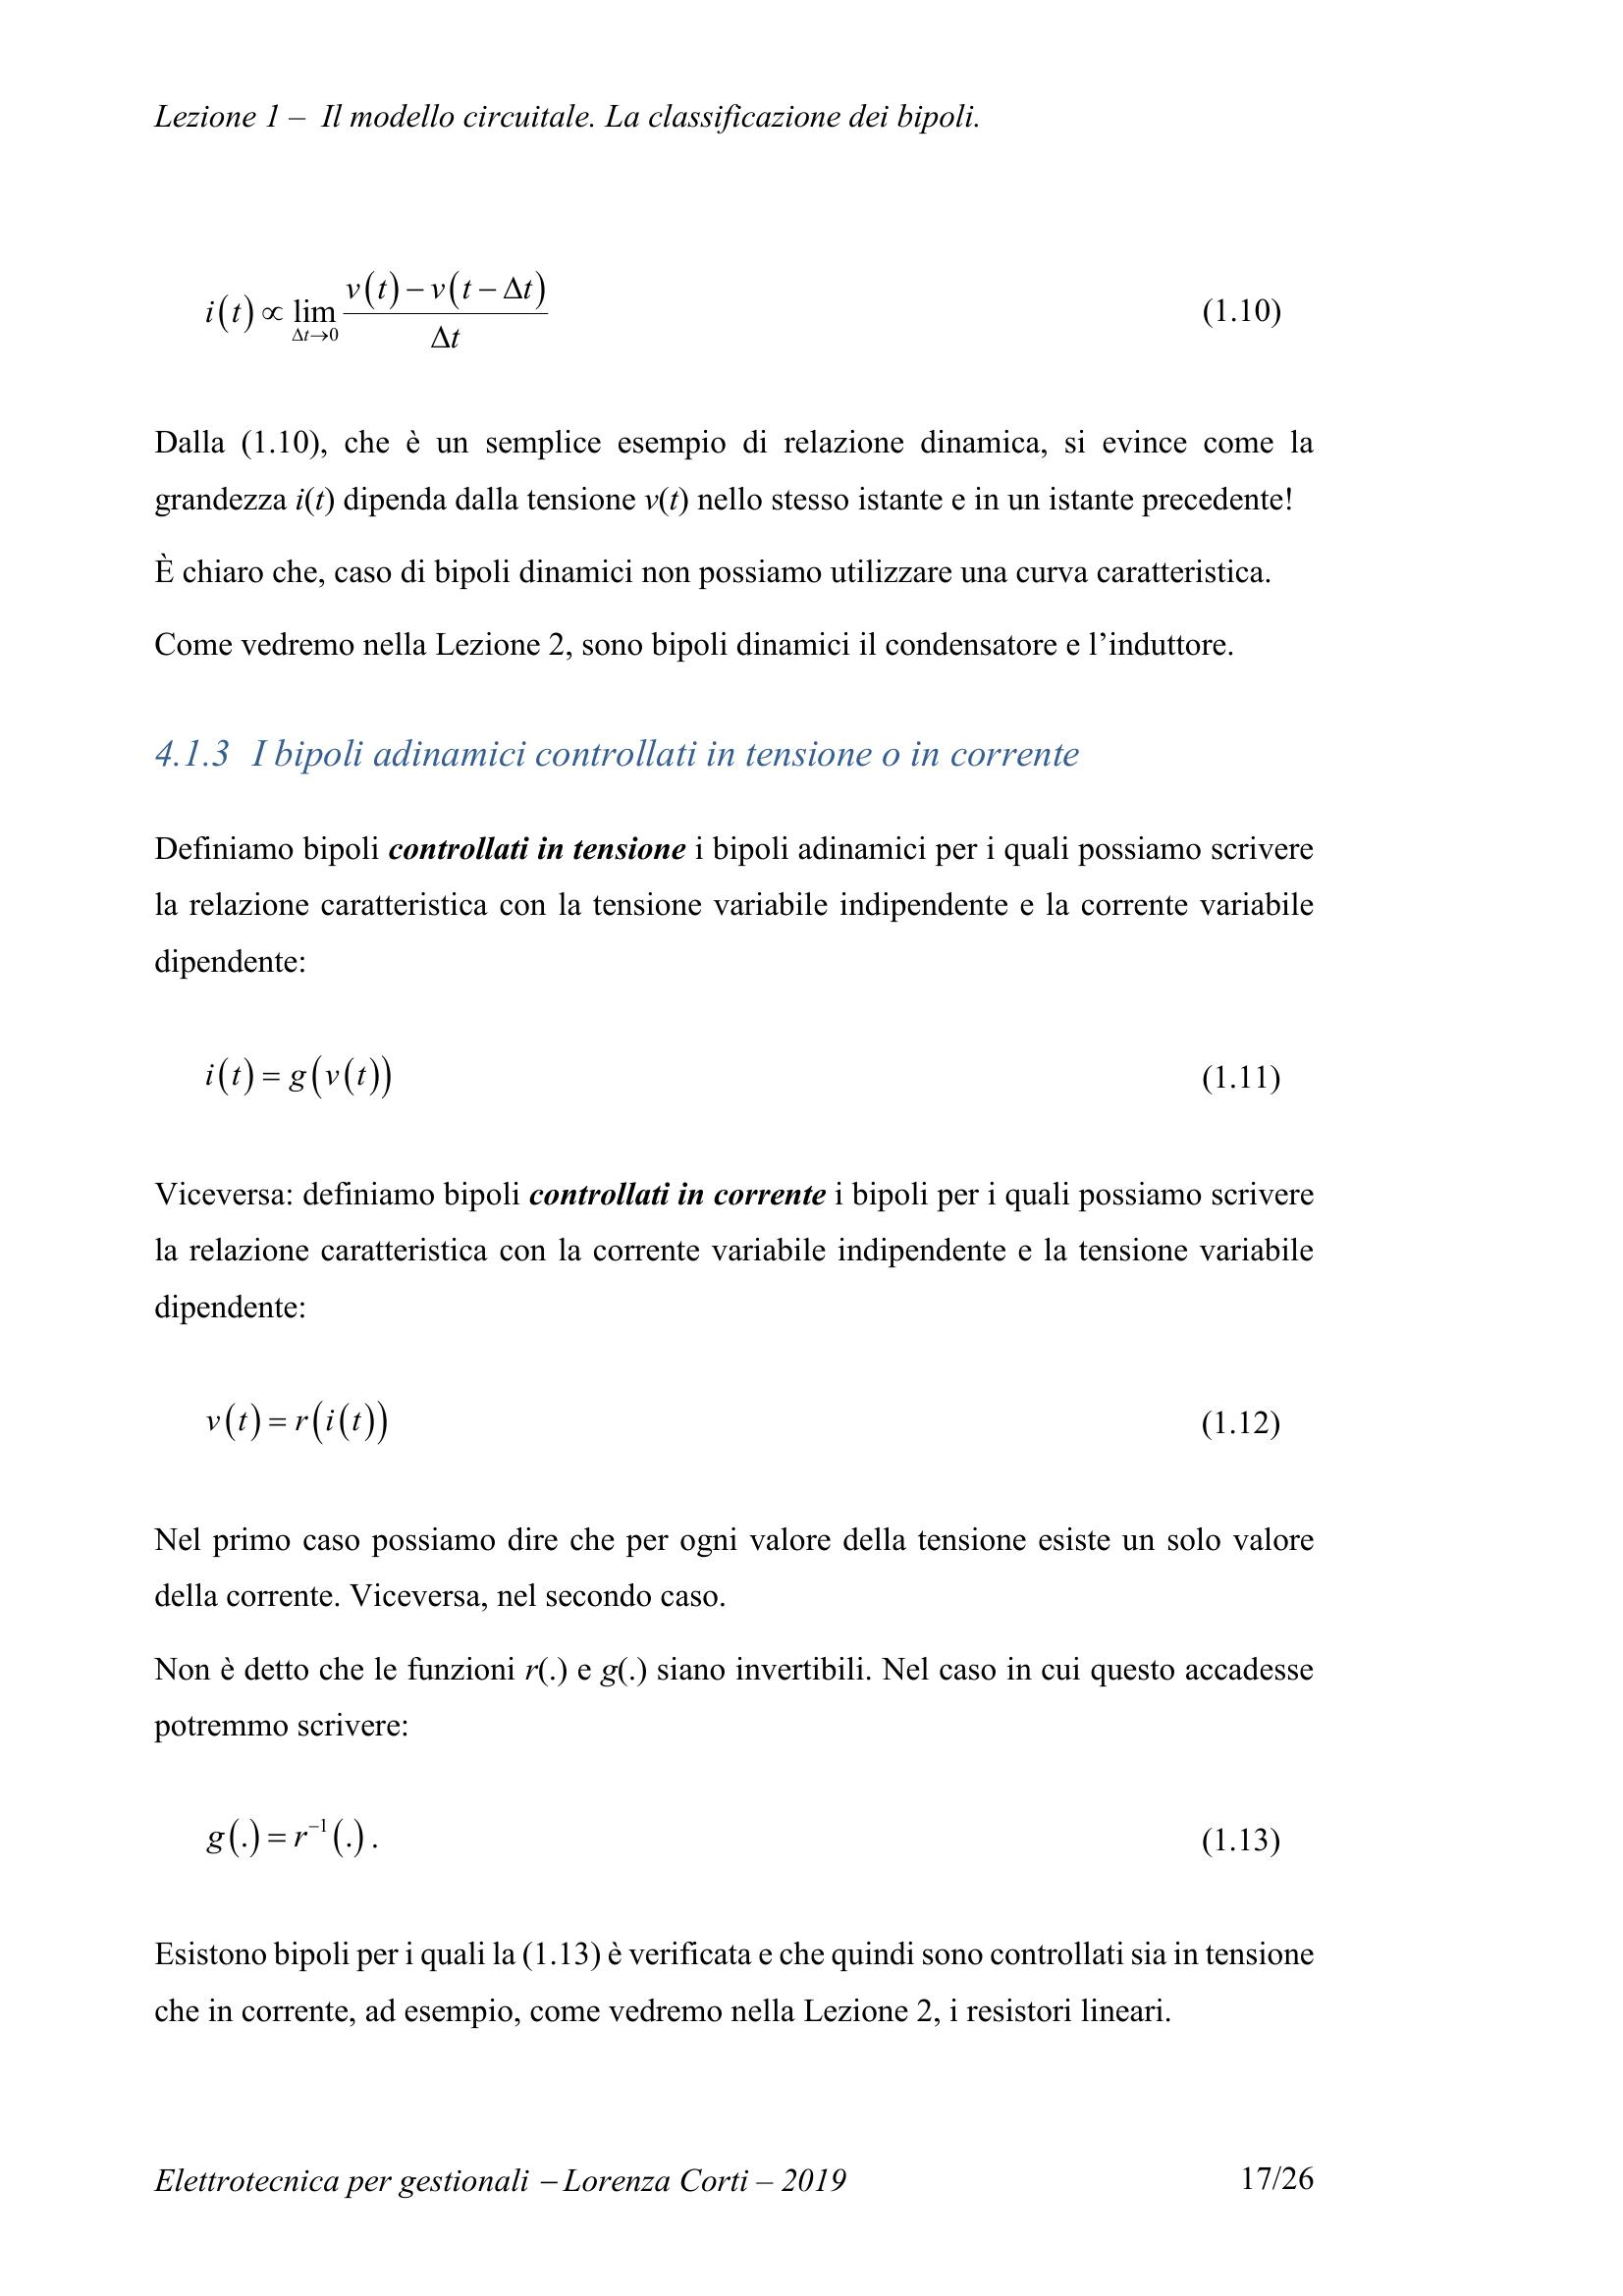 Lezione 1 – Il modello circuitale. La classificazione dei bipoli.
i(t) ∝ lim_{Δt→0} (v(t) − v(t − Δt)) / Δt (1.10)
Dalla (1.10), che è un semplice esempio di relazione dinamica, si evince come la
grandezza i(t) dipenda dalla tensione v(t) nello stesso istante e in un istante precedente!
È chiaro che, caso di bipoli dinamici non possiamo utilizzare una curva caratteristica.
Come vedremo nella Lezione 2, sono bipoli dinamici il condensatore e l’induttore.
4.1.3 I bipoli adinamici controllati in tensione o in corrente
Definiamo bipoli controllati in tensione i bipoli adinamici per i quali possiamo scrivere
la relazione caratteristica con la tensione variabile indipendente e la corrente variabile
dipendente:
i(t) = g(v(t)) (1.11)
Viceversa: definiamo bipoli controllati in corrente i bipoli per i quali possiamo scrivere
la relazione caratteristica con la corrente variabile indipendente e la tensione variabile
dipendente:
v(t) = r(i(t)) (1.12)
Nel primo caso possiamo dire che per ogni valore della tensione esiste un solo valore
della corrente. Viceversa, nel secondo caso.
Non è detto che le funzioni r(.) e g(.) siano invertibili. Nel caso in cui questo accadesse
potremmo scrivere:
g(.) = r⁻¹(.) . (1.13)
Esistono bipoli per i quali la (1.13) è verificata e che quindi sono controllati sia in tensione
che in corrente, ad esempio, come vedremo nella Lezione 2, i resistori lineari.
Elettrotecnica per gestionali – Lorenza Corti – 2019 17/26